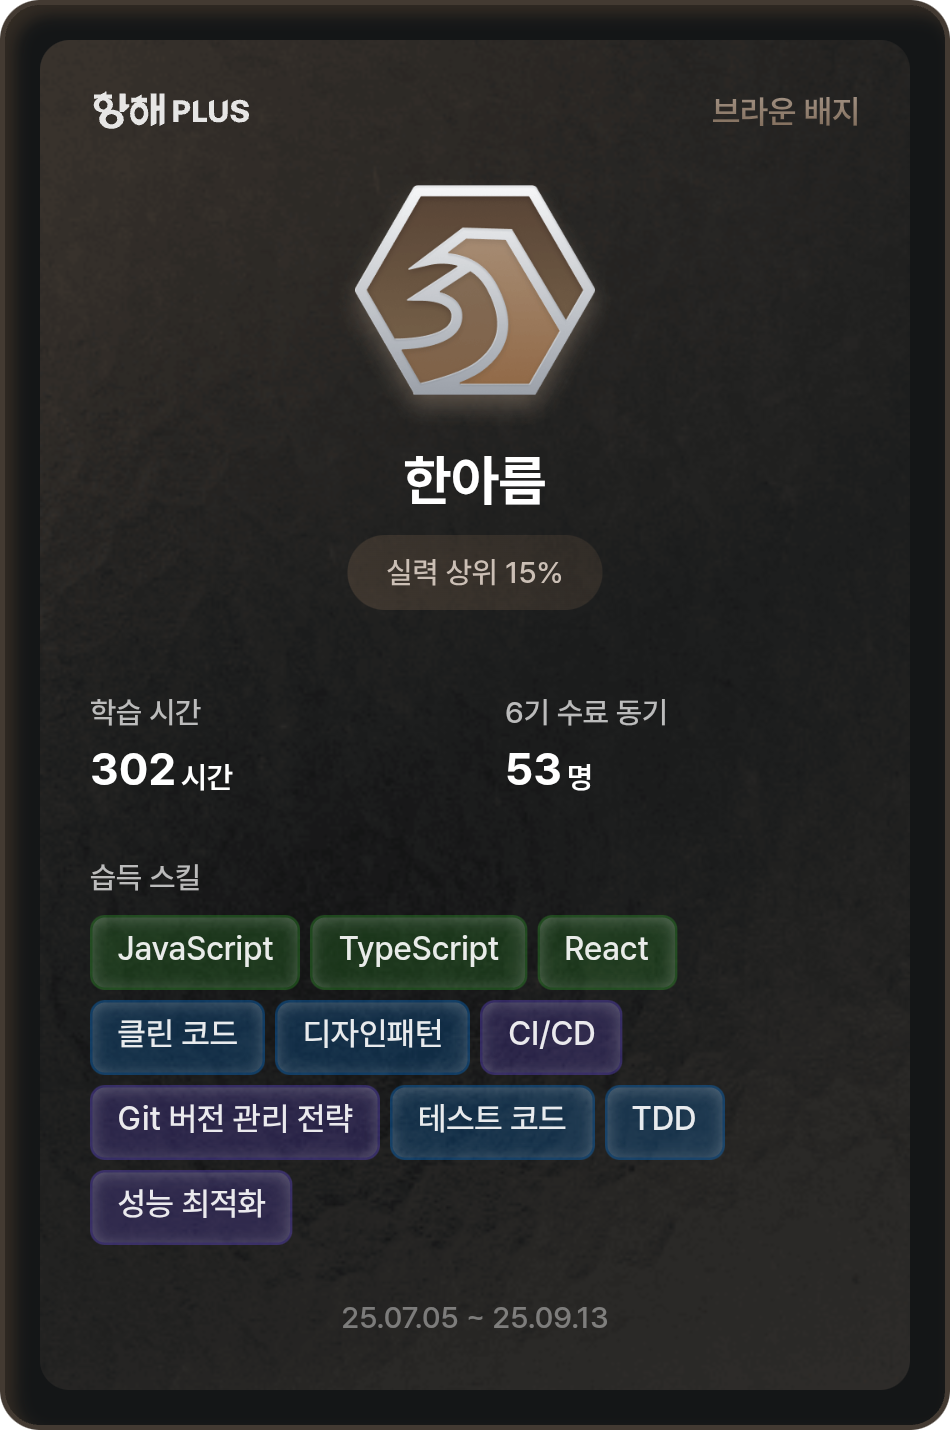 항해 PLUS 브라운 배지
한아름
실력 상위 15%
학습 시간 6기 수료 동기
302 시간 53 명
습득 스킬
JavaScript TypeScript React
클린 코드 디자인패턴 CI/CD
Git 버전 관리 전략 테스트 코드 TDD
성능 최적화
25.07.05 ~ 25.09.13